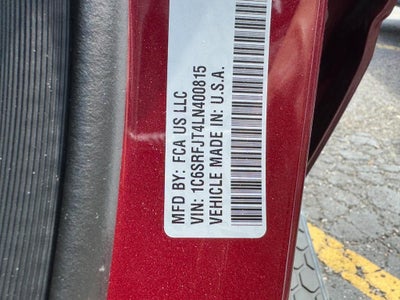 MFD BY: FCA US LLC
VIN: 1C6SRFJT4LN400815
VEHICLE MADE IN: U.S.A.